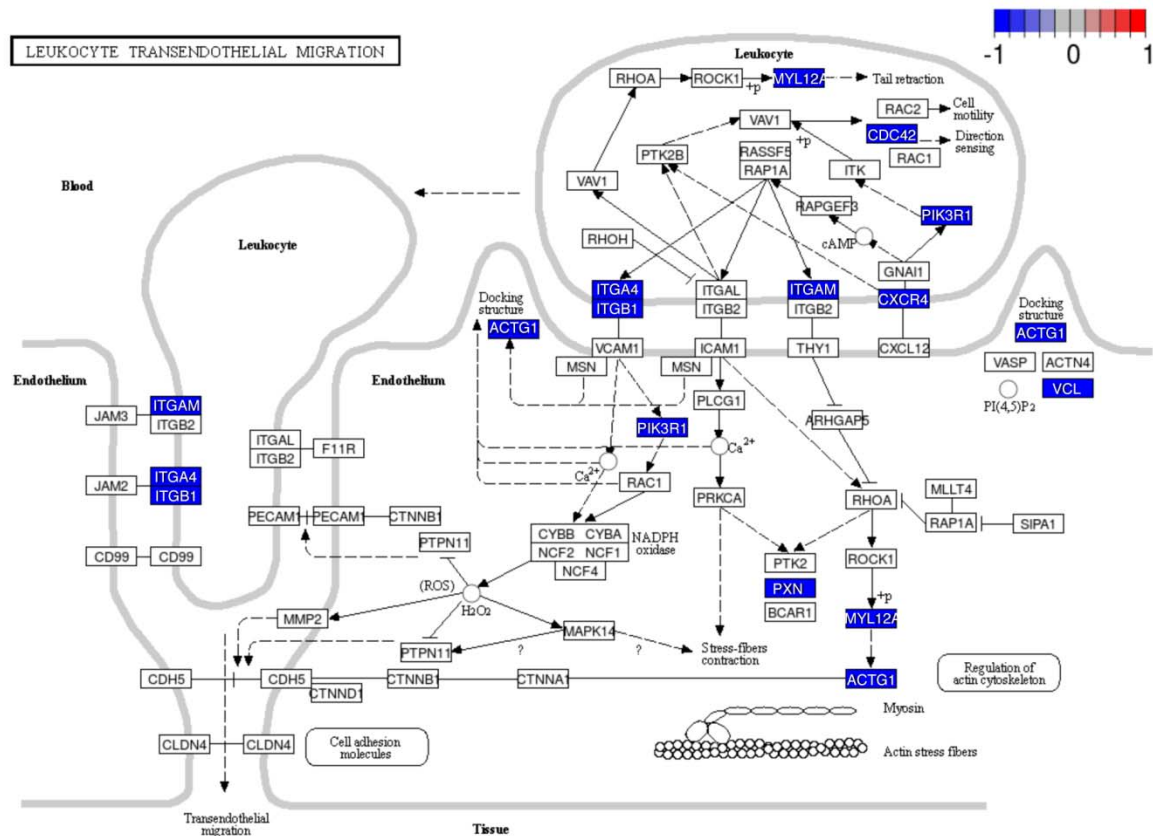 LEUKOCYTE TRANSENDOTHELIAL MIGRATION
-1 0 1
Leukocyte
RHOA ROCK1 +p MYL12A Tail retraction
RAC2 Cell motility
VAV1 +p CDC42 Direction sensing
RAC1
PTK2B RASSF5 RAP1A ITK
VAV1 RAPGEF3 PIK3R1
cAMP
RHOH GNAI1
Blood
Leukocyte
ITGA4 ITGAL ITGAM CXCR4
ITGB1 ITGB2 ITGB2
Docking structure
ACTG1
VCAM1 ICAM1 THY1 CXCL12
MSN MSN
Docking structure
ACTG1
VASP ACTN4
PI(4,5)P2 VCL
Endothelium
Endothelium
JAM3 ITGAM
ITGB2
ITGAL F11R
ITGB2
JAM2 ITGA4
ITGB1
PLCG1 ARHGAP5
PIK3R1
Ca2+ Ca2+
RAC1 PRKCA RHOA MLLT4
RAP1A SIPA1
PECAM1 PECAM1 CTNNB1
CD99 CD99
PTPN11
CYBB CYBA NADPH oxidase
NCF2 NCF1
NCF4
PTK2 ROCK1
PXN +p
BCAR1 MYL12A
(ROS)
H2O2
MMP2
MAPK14
PTPN11 ? ?
Stress-fibers
contraction
CDH5 CDH5 CTNNB1 CTNNA1 ACTG1
CTNND1
Regulation of
actin cytoskeleton
Myosin
CLDN4 CLDN4
Cell adhesion
molecules
Actin stress fibers
Transendothelial
migration
Tissue